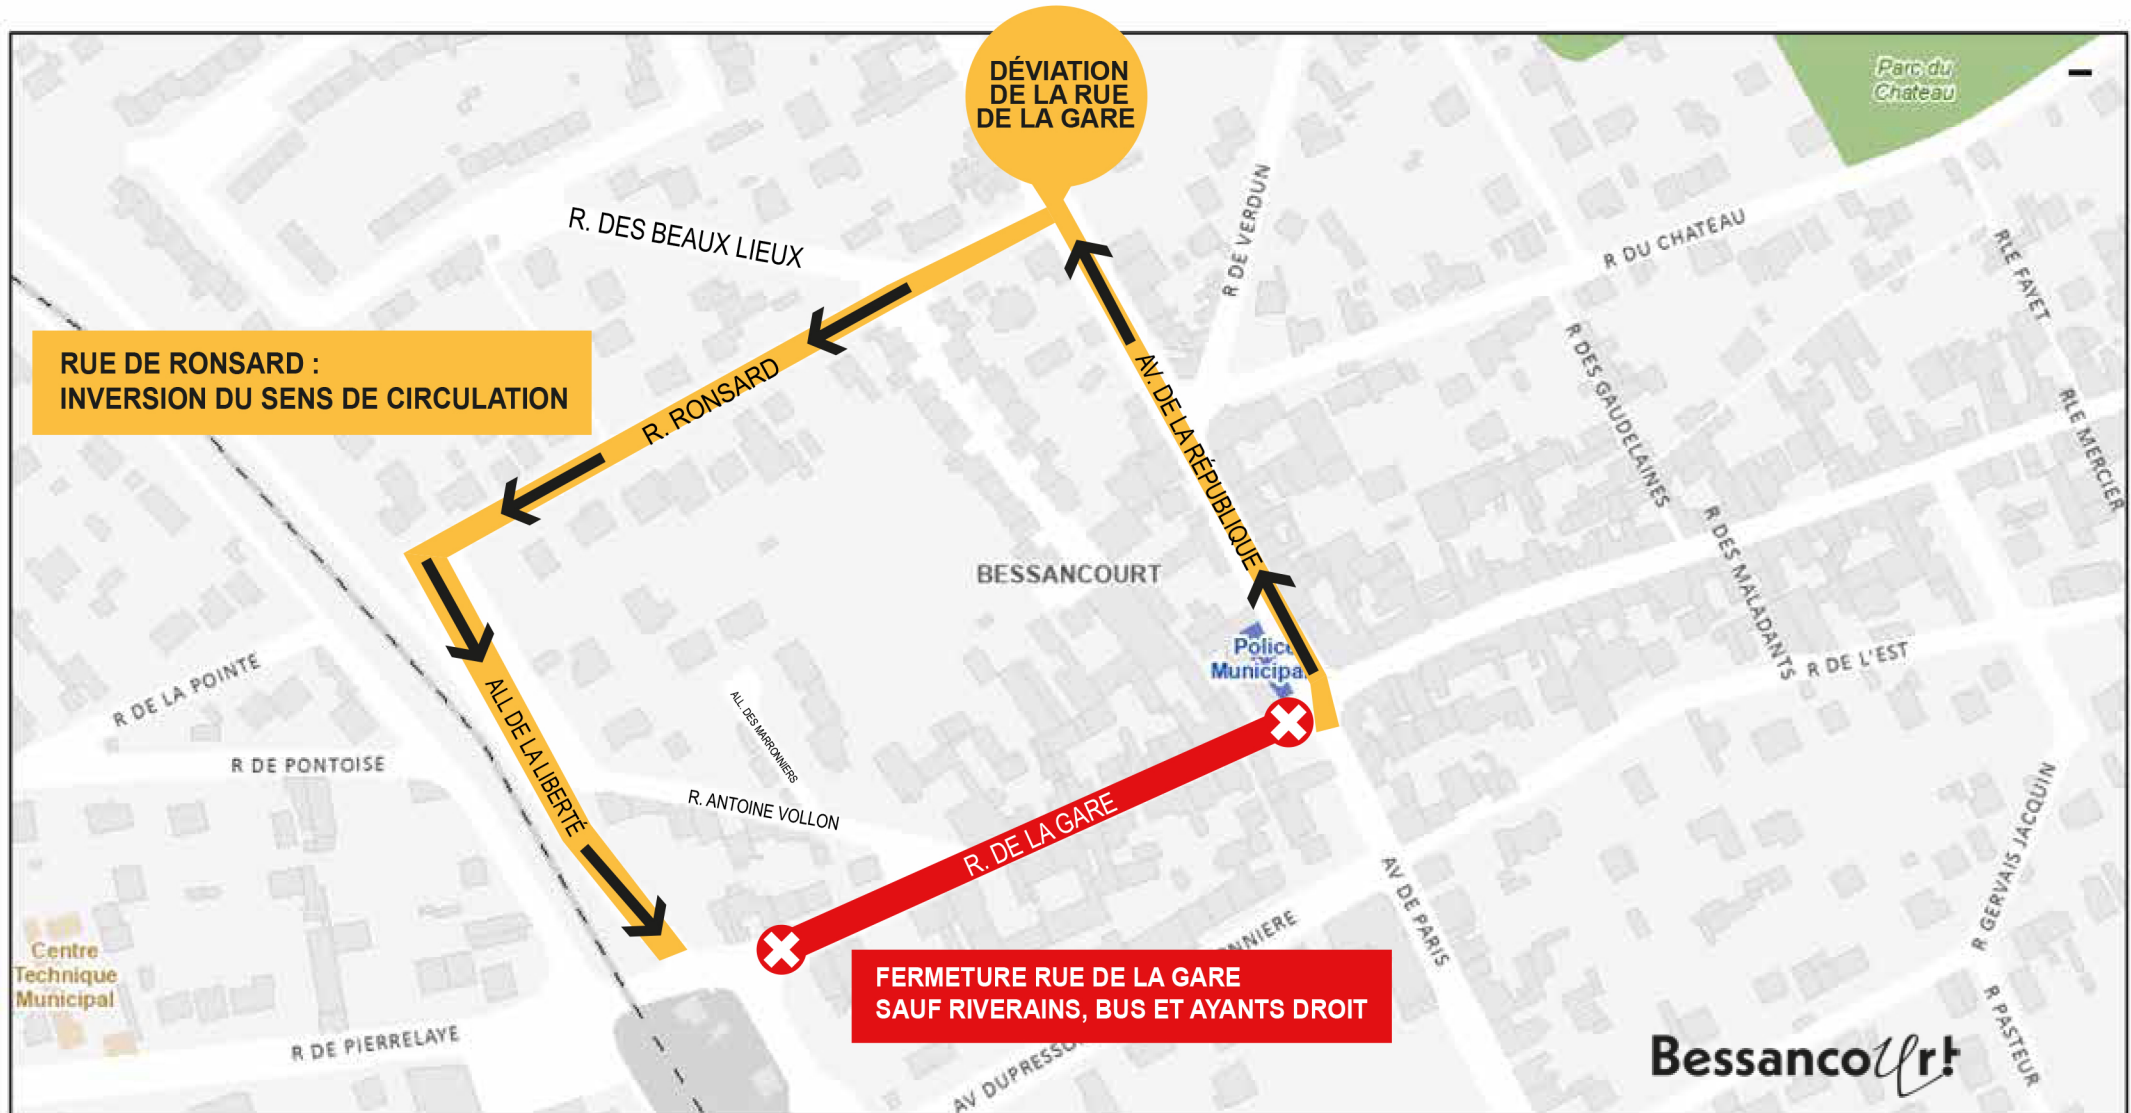 DÉVIATION
DE LA RUE
DE LA GARE
Parc du
Chateau
R. DES BEAUX LIEUX
R DE VERDUN
R DU CHATEAU
RLE FAYET
RUE DE RONSARD :
INVERSION DU SENS DE CIRCULATION
R. RONSARD
AV. DE LA RÉPUBLIQUE
R DES GAUDELAINES
RLE MERCIER
BESSANCOURT
R DES MALADANTS
Police
Municipa
R DE L'EST
R DE LA POINTE
ALL DE LA LIBERTÉ
ALL. DES MARRONNIERS
R DE PONTOISE
R. ANTOINE VOLLON
R. DE LA GARE
AV DE PARIS
R GERVAIS JACQUIN
Centre
Technique
Municipal
NNIERE
FERMETURE RUE DE LA GARE
SAUF RIVERAINS, BUS ET AYANTS DROIT
R DE PIERRELAYE
AV DUPRESSO
R PASTEUR
Bessancourt